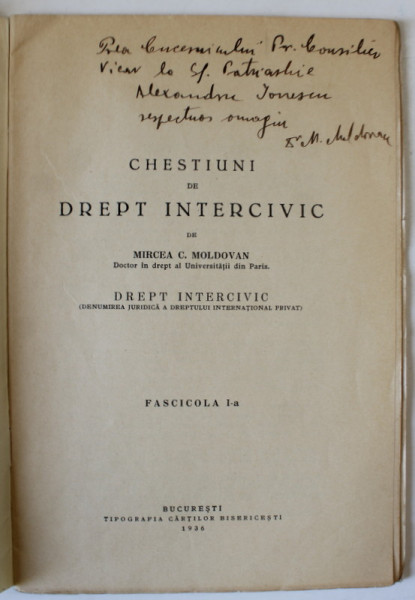 Prea Cucernicului Pr. Consilier
Vicar la Sf. Patriarhie
Alexandru Ionescu
respectuos omagiu
Dr M. Moldovan
CHESTIUNI
DE
DREPT INTERCIVIC
DE
MIRCEA C. MOLDOVAN
Doctor în drept al Universității din Paris.
DREPT INTERCIVIC
(DENUMIREA JURIDICĂ A DREPTULUI INTERNAȚIONAL PRIVAT)
FASCICOLA I-a
BUCUREȘTI
TIPOGRAFIA CĂRȚILOR BISERICEȘTI
1936